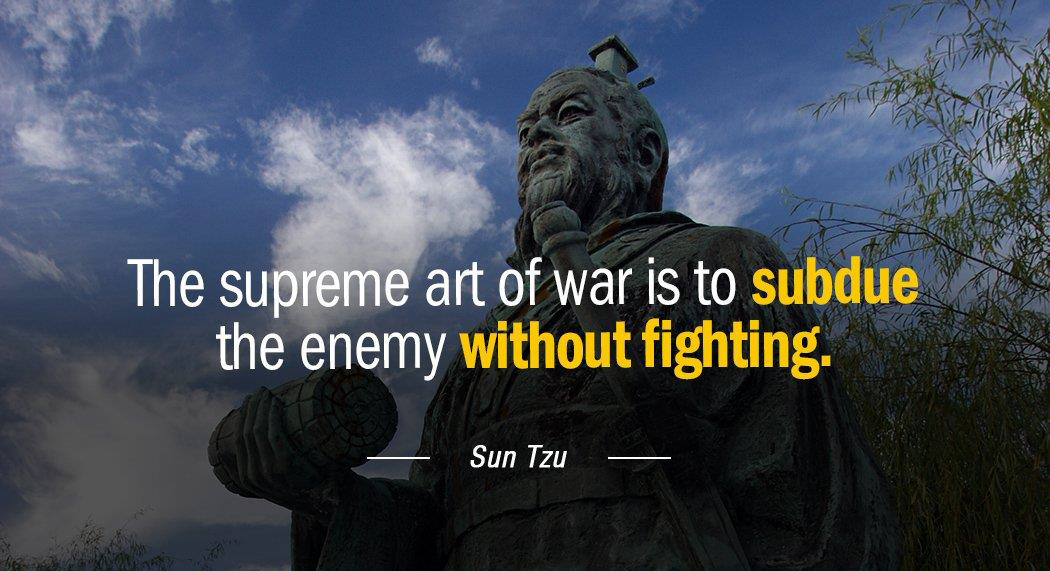 The supreme art of war is to subdue
the enemy without fighting.
Sun Tzu